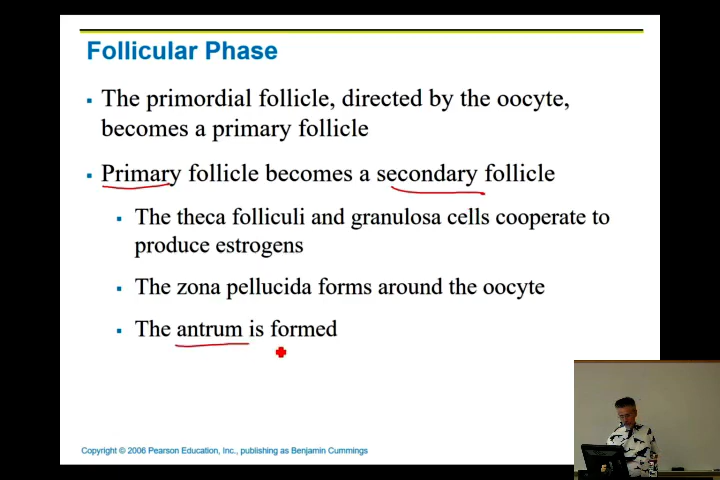 Follicular Phase
The primordial follicle, directed by the oocyte,
becomes a primary follicle
Primary follicle becomes a secondary follicle
The theca folliculi and granulosa cells cooperate to
produce estrogens
The zona pellucida forms around the oocyte
The antrum is formed
Copyright © 2006 Pearson Education, Inc., publishing as Benjamin Cummings